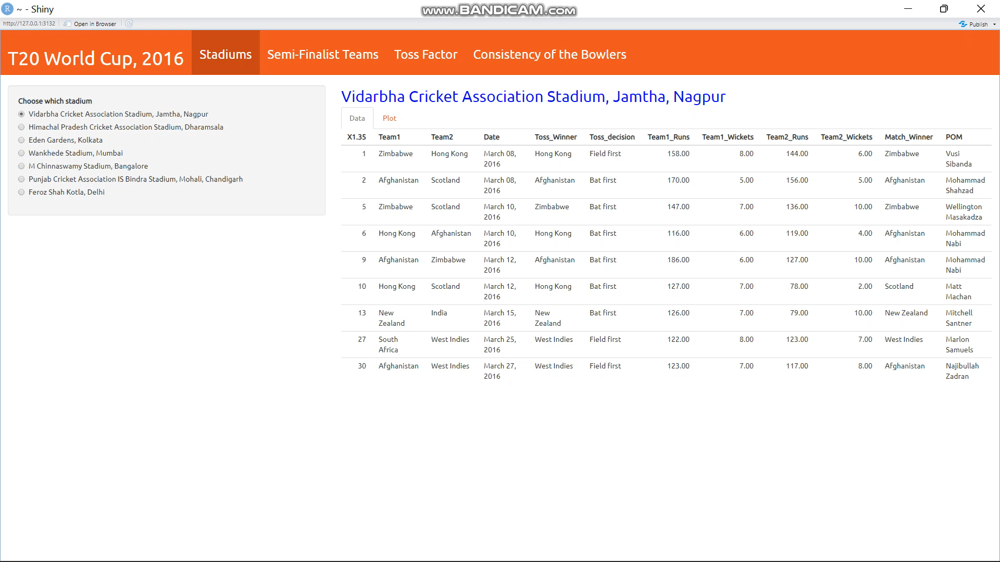 ~ - Shiny
www.BANDICAM.com
http://127.0.0.1:3132 Open in Browser Publish
T20 World Cup, 2016 Stadiums Semi-Finalist Teams Toss Factor Consistency of the Bowlers
Choose which stadium
Vidarbha Cricket Association Stadium, Jamtha, Nagpur
Himachal Pradesh Cricket Association Stadium, Dharamsala
Eden Gardens, Kolkata
Wankhede Stadium, Mumbai
M Chinnaswamy Stadium, Bangalore
Punjab Cricket Association IS Bindra Stadium, Mohali, Chandigarh
Feroz Shah Kotla, Delhi
Vidarbha Cricket Association Stadium, Jamtha, Nagpur
Data Plot
X1.35 Team1 Team2 Date Toss_Winner Toss_decision Team1_Runs Team1_Wickets Team2_Runs Team2_Wickets Match_Winner POM
1 Zimbabwe Hong Kong March 08, Hong Kong Field first 158.00 8.00 144.00 6.00 Zimbabwe Vusi
2016 Sibanda
2 Afghanistan Scotland March 08, Afghanistan Bat first 170.00 5.00 156.00 5.00 Afghanistan Mohammad
2016 Shahzad
5 Zimbabwe Scotland March 10, Zimbabwe Bat first 147.00 7.00 136.00 10.00 Zimbabwe Wellington
2016 Masakadza
6 Hong Kong Afghanistan March 10, Hong Kong Bat first 116.00 6.00 119.00 4.00 Afghanistan Mohammad
2016 Nabi
9 Afghanistan Zimbabwe March 12, Afghanistan Bat first 186.00 6.00 127.00 10.00 Afghanistan Mohammad
2016 Nabi
10 Hong Kong Scotland March 12, Hong Kong Bat first 127.00 7.00 78.00 2.00 Scotland Matt
2016 Machan
13 New India March 15, New Bat first 126.00 7.00 79.00 10.00 New Zealand Mitchell
Zealand 2016 Zealand Santner
27 South West Indies March 25, West Indies Field first 122.00 8.00 123.00 7.00 West Indies Marlon
Africa 2016 Samuels
30 Afghanistan West Indies March 27, West Indies Field first 123.00 7.00 117.00 8.00 Afghanistan Najibullah
2016 Zadran